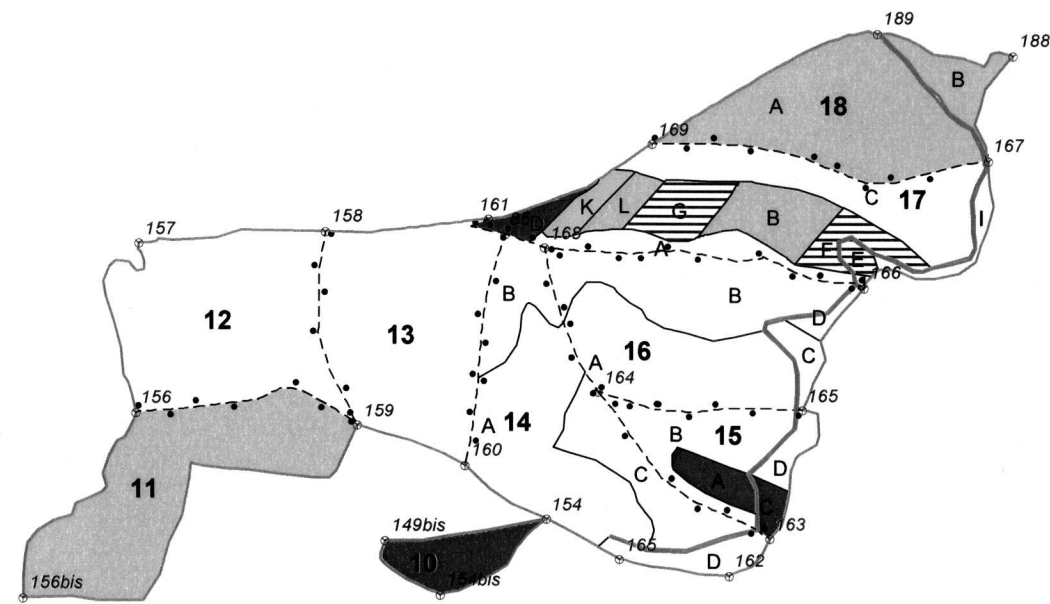 189
188
B
A 18
169
167
C 17
161
K L G B I
D
157
158
168
A
F E
166
B
B
D
12
13
16
C
A
164
156
159
14
165
A
B 15
160
C
A
D
11
C
154
163
149bis
10
165
D 162
156bis
154bis